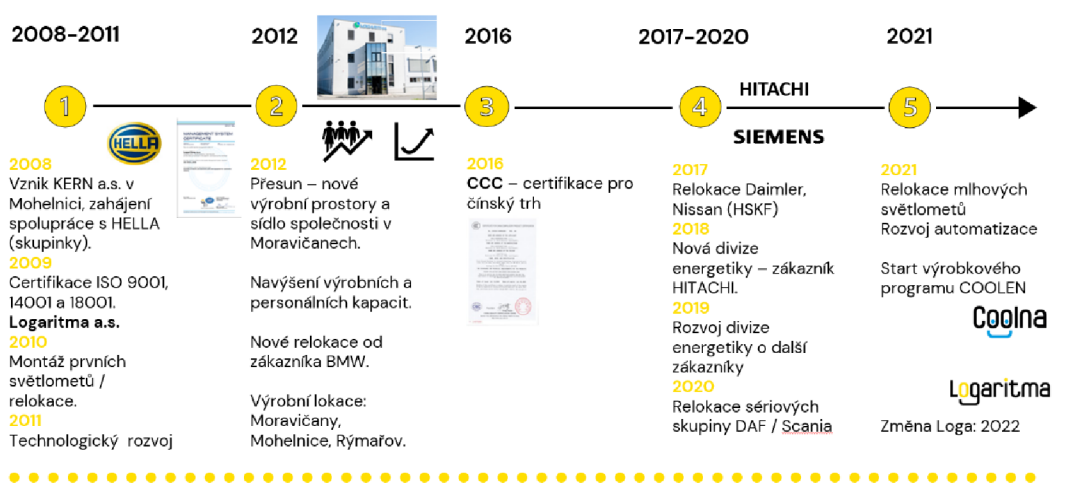 2008-2011
2012
2016
2017-2020
2021
1
2
3
4
5
HITACHI
SIEMENS
HELLA
MANAGEMENT SYSTEM
CERTIFICATE
2008
Vznik KERN a.s. v
Mohelnici, zahájení
spolupráce s HELLA
(skupinky).
2009
Certifikace ISO 9001,
14001 a 18001.
Logaritma a.s.
2010
Montáž prvních
světlometů /
relokace.
2011
Technologický rozvoj
2012
Přesun – nové
výrobní prostory a
sídlo společnosti v
Moravičanech.
Navýšení výrobních a
personálních kapacit.
Nové relokace od
zákazníka BMW.
Výrobní lokace:
Moravičany,
Mohelnice, Rýmařov.
2016
CCC – certifikace pro
čínský trh
2017
Relokace Daimler,
Nissan (HSKF)
2018
Nová divize
energetiky – zákazník
HITACHI.
2019
Rozvoj divize
energetiky o další
zákazníky
2020
Relokace sériových
skupiny DAF / Scania
2021
Relokace mlhových
světlometů
Rozvoj automatizace
Start výrobkového
programu COOLEN
Coolna
Logaritma
Změna Loga: 2022